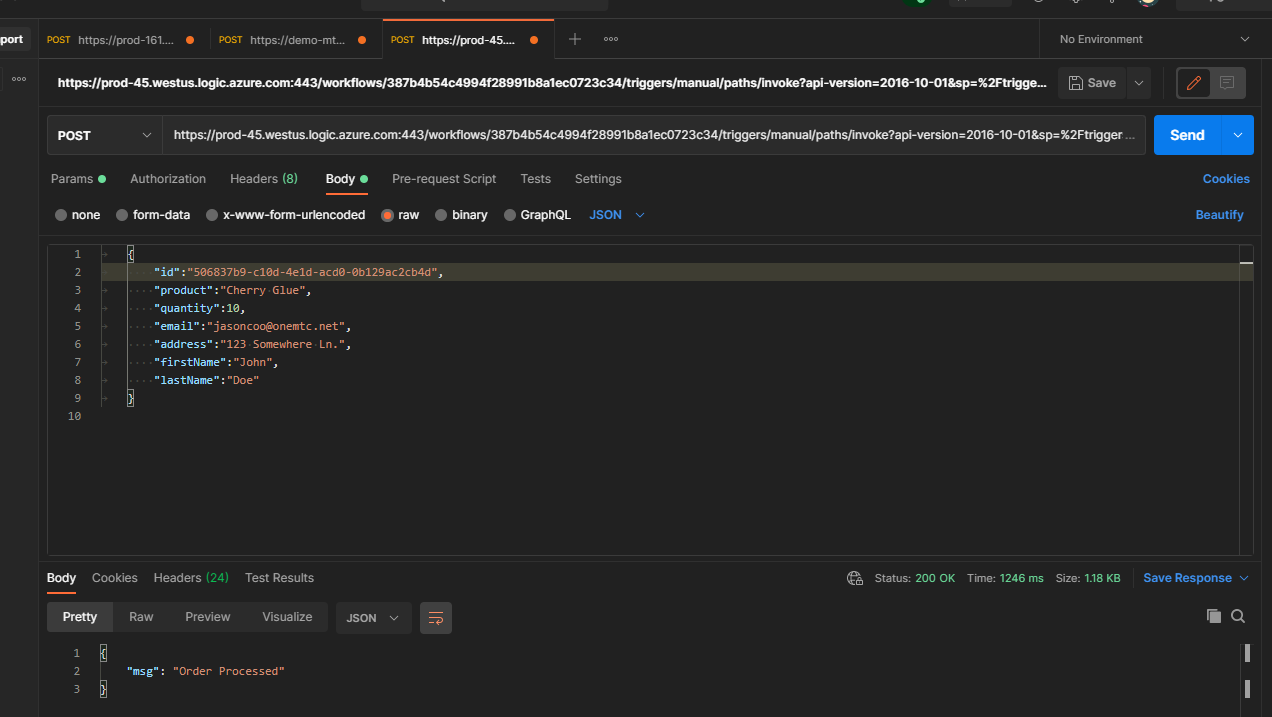 port
POST https://prod-161.... POST https://demo-mt... POST https://prod-45.... No Environment
https://prod-45.westus.logic.azure.com:443/workflows/387b4b54c4994f28991b8a1ec0723c34/triggers/manual/paths/invoke?api-version=2016-10-01&sp=%2Ftrigge... Save
POST https://prod-45.westus.logic.azure.com:443/workflows/387b4b54c4994f28991b8a1ec0723c34/triggers/manual/paths/invoke?api-version=2016-10-01&sp=%2Ftrigger ... Send
Params Authorization Headers (8) Body Pre-request Script Tests Settings Cookies
none form-data x-www-form-urlencoded raw binary GraphQL JSON Beautify
1 {
2 "id":"506837b9-c10d-4e1d-acd0-0b129ac2cb4d",
3 "product":"Cherry Glue",
4 "quantity":10,
5 "email":"jasoncoo@onemtc.net",
6 "address":"123 Somewhere Ln.",
7 "firstName":"John",
8 "lastName":"Doe"
9 }
10
Body Cookies Headers (24) Test Results Status: 200 OK Time: 1246 ms Size: 1.18 KB Save Response
Pretty Raw Preview Visualize JSON
1 {
2 "msg": "Order Processed"
3 }